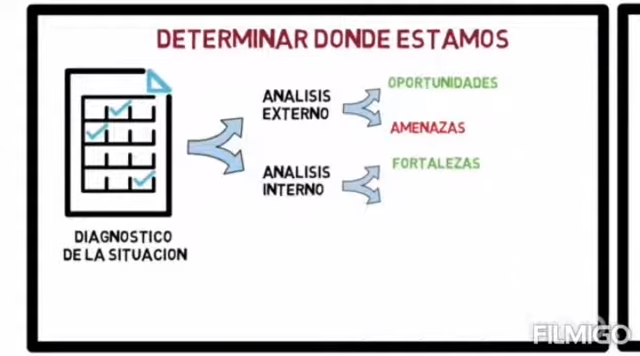 DETERMINAR DONDE ESTAMOS
ANALISIS
EXTERNO
OPORTUNIDADES
AMENAZAS
ANALISIS
INTERNO
FORTALEZAS
DIAGNOSTICO
DE LA SITUACION
FILMIGO